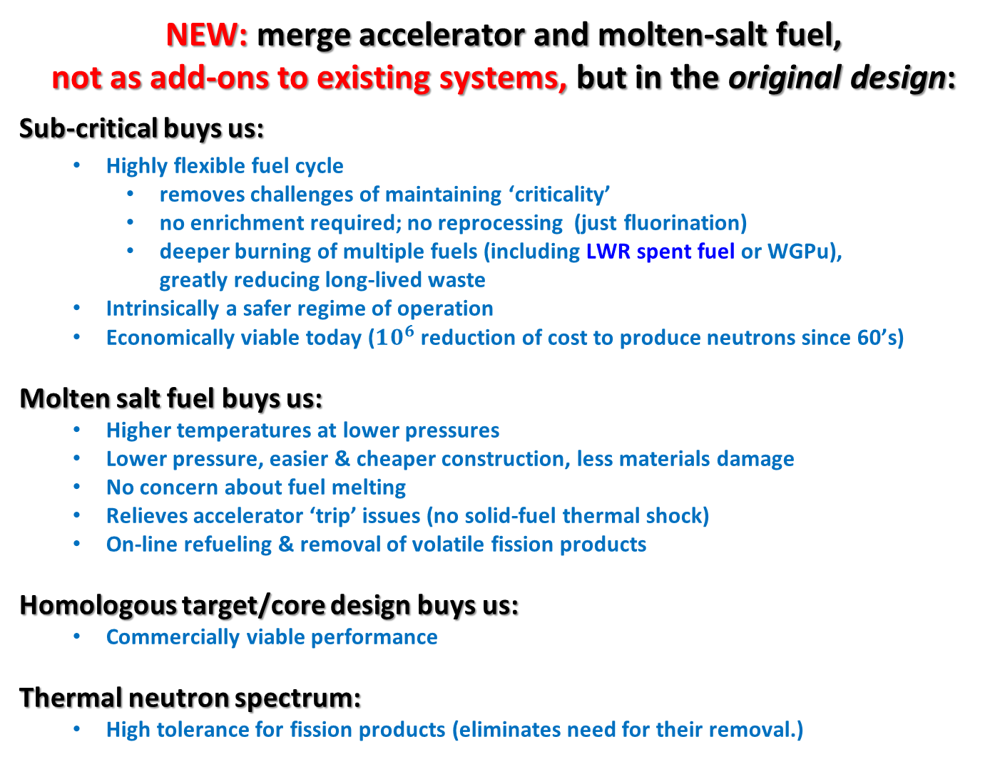 NEW: merge accelerator and molten-salt fuel,
not as add-ons to existing systems, but in the original design:
Sub-critical buys us:
• Highly flexible fuel cycle
• removes challenges of maintaining ‘criticality’
• no enrichment required; no reprocessing (just fluorination)
• deeper burning of multiple fuels (including LWR spent fuel or WGPu),
greatly reducing long-lived waste
• Intrinsically a safer regime of operation
• Economically viable today (10⁶ reduction of cost to produce neutrons since 60’s)
Molten salt fuel buys us:
• Higher temperatures at lower pressures
• Lower pressure, easier & cheaper construction, less materials damage
• No concern about fuel melting
• Relieves accelerator ‘trip’ issues (no solid-fuel thermal shock)
• On-line refueling & removal of volatile fission products
Homologous target/core design buys us:
• Commercially viable performance
Thermal neutron spectrum:
• High tolerance for fission products (eliminates need for their removal.)